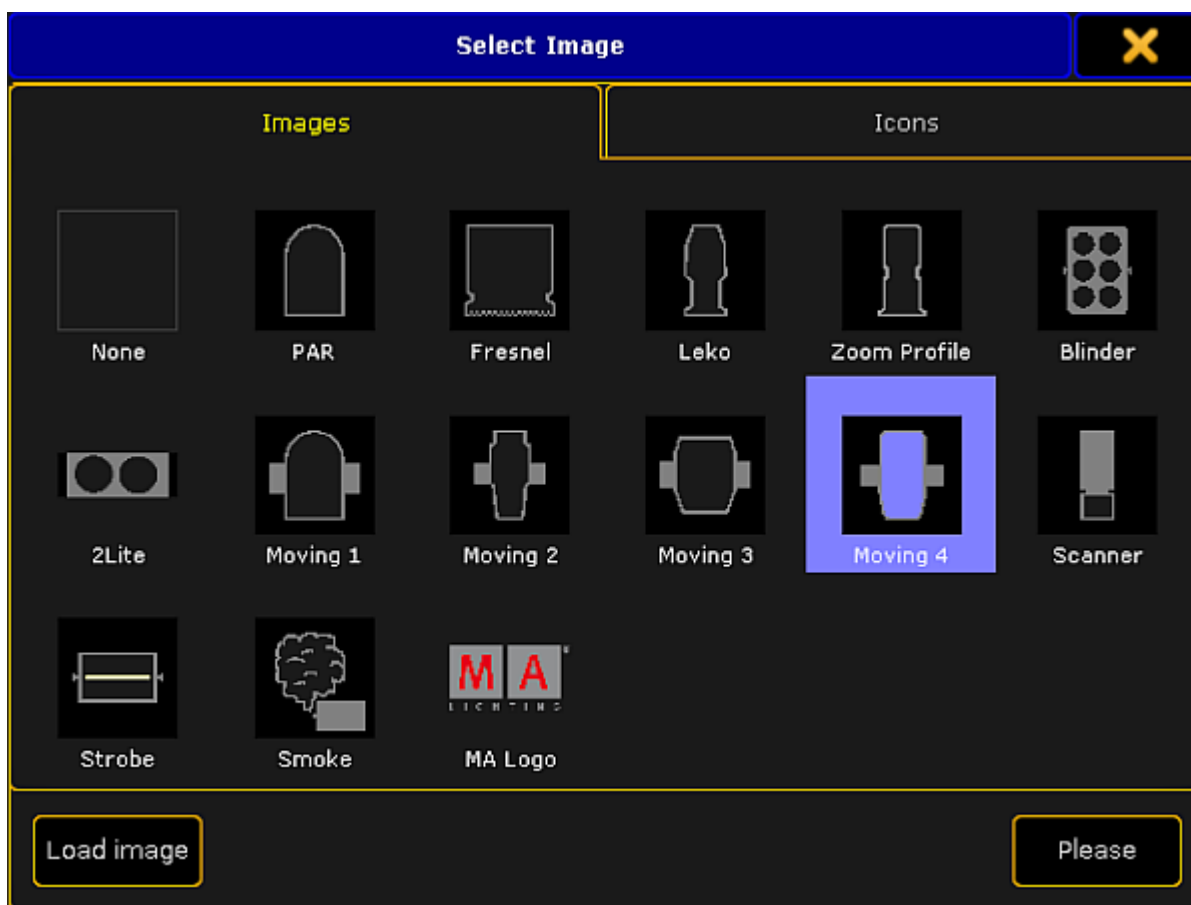 Select Image
Images
Icons
None
PAR
Fresnel
Leko
Zoom Profile
Blinder
2Lite
Moving 1
Moving 2
Moving 3
Moving 4
Scanner
MA
LIGHTING
Strobe
Smoke
MA Logo
Load image
Please